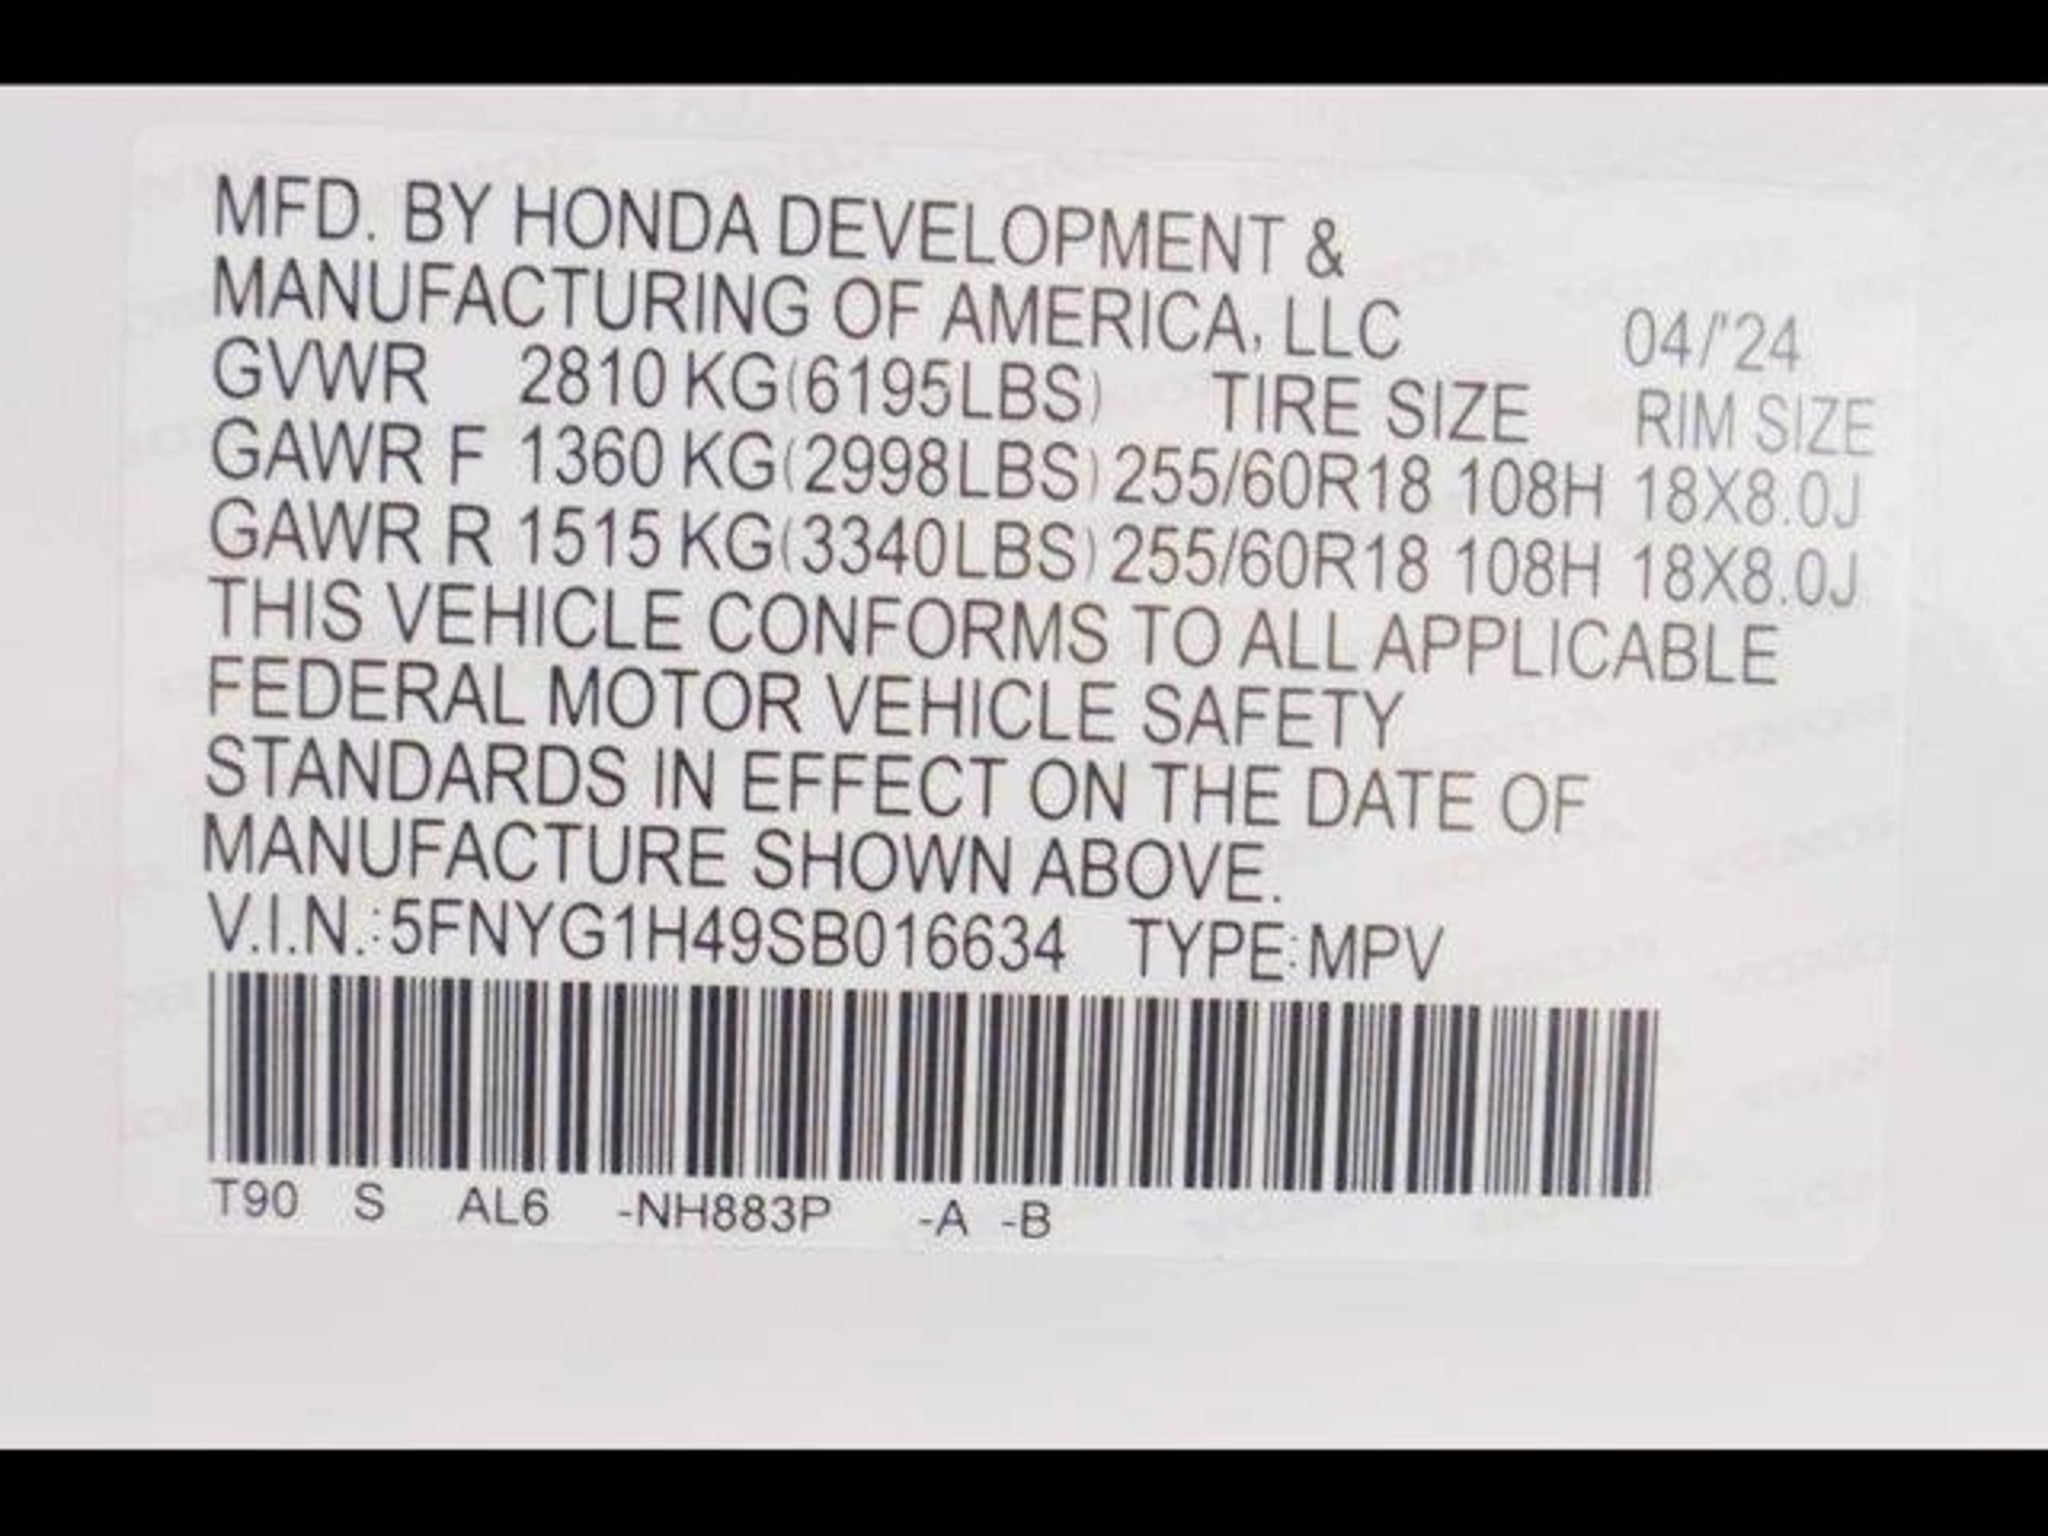 MFD. BY HONDA DEVELOPMENT &
MANUFACTURING OF AMERICA, LLC 04/'24
GVWR 2810 KG(6195LBS) TIRE SIZE RIM SIZE
GAWR F 1360 KG(2998LBS) 255/60R18 108H 18X8.0J
GAWR R 1515 KG(3340LBS) 255/60R18 108H 18X8.0J
THIS VEHICLE CONFORMS TO ALL APPLICABLE
FEDERAL MOTOR VEHICLE SAFETY
STANDARDS IN EFFECT ON THE DATE OF
MANUFACTURE SHOWN ABOVE.
V.I.N.:5FNYG1H49SB016634 TYPE:MPV
T90 S AL6 -NH883P -A -B